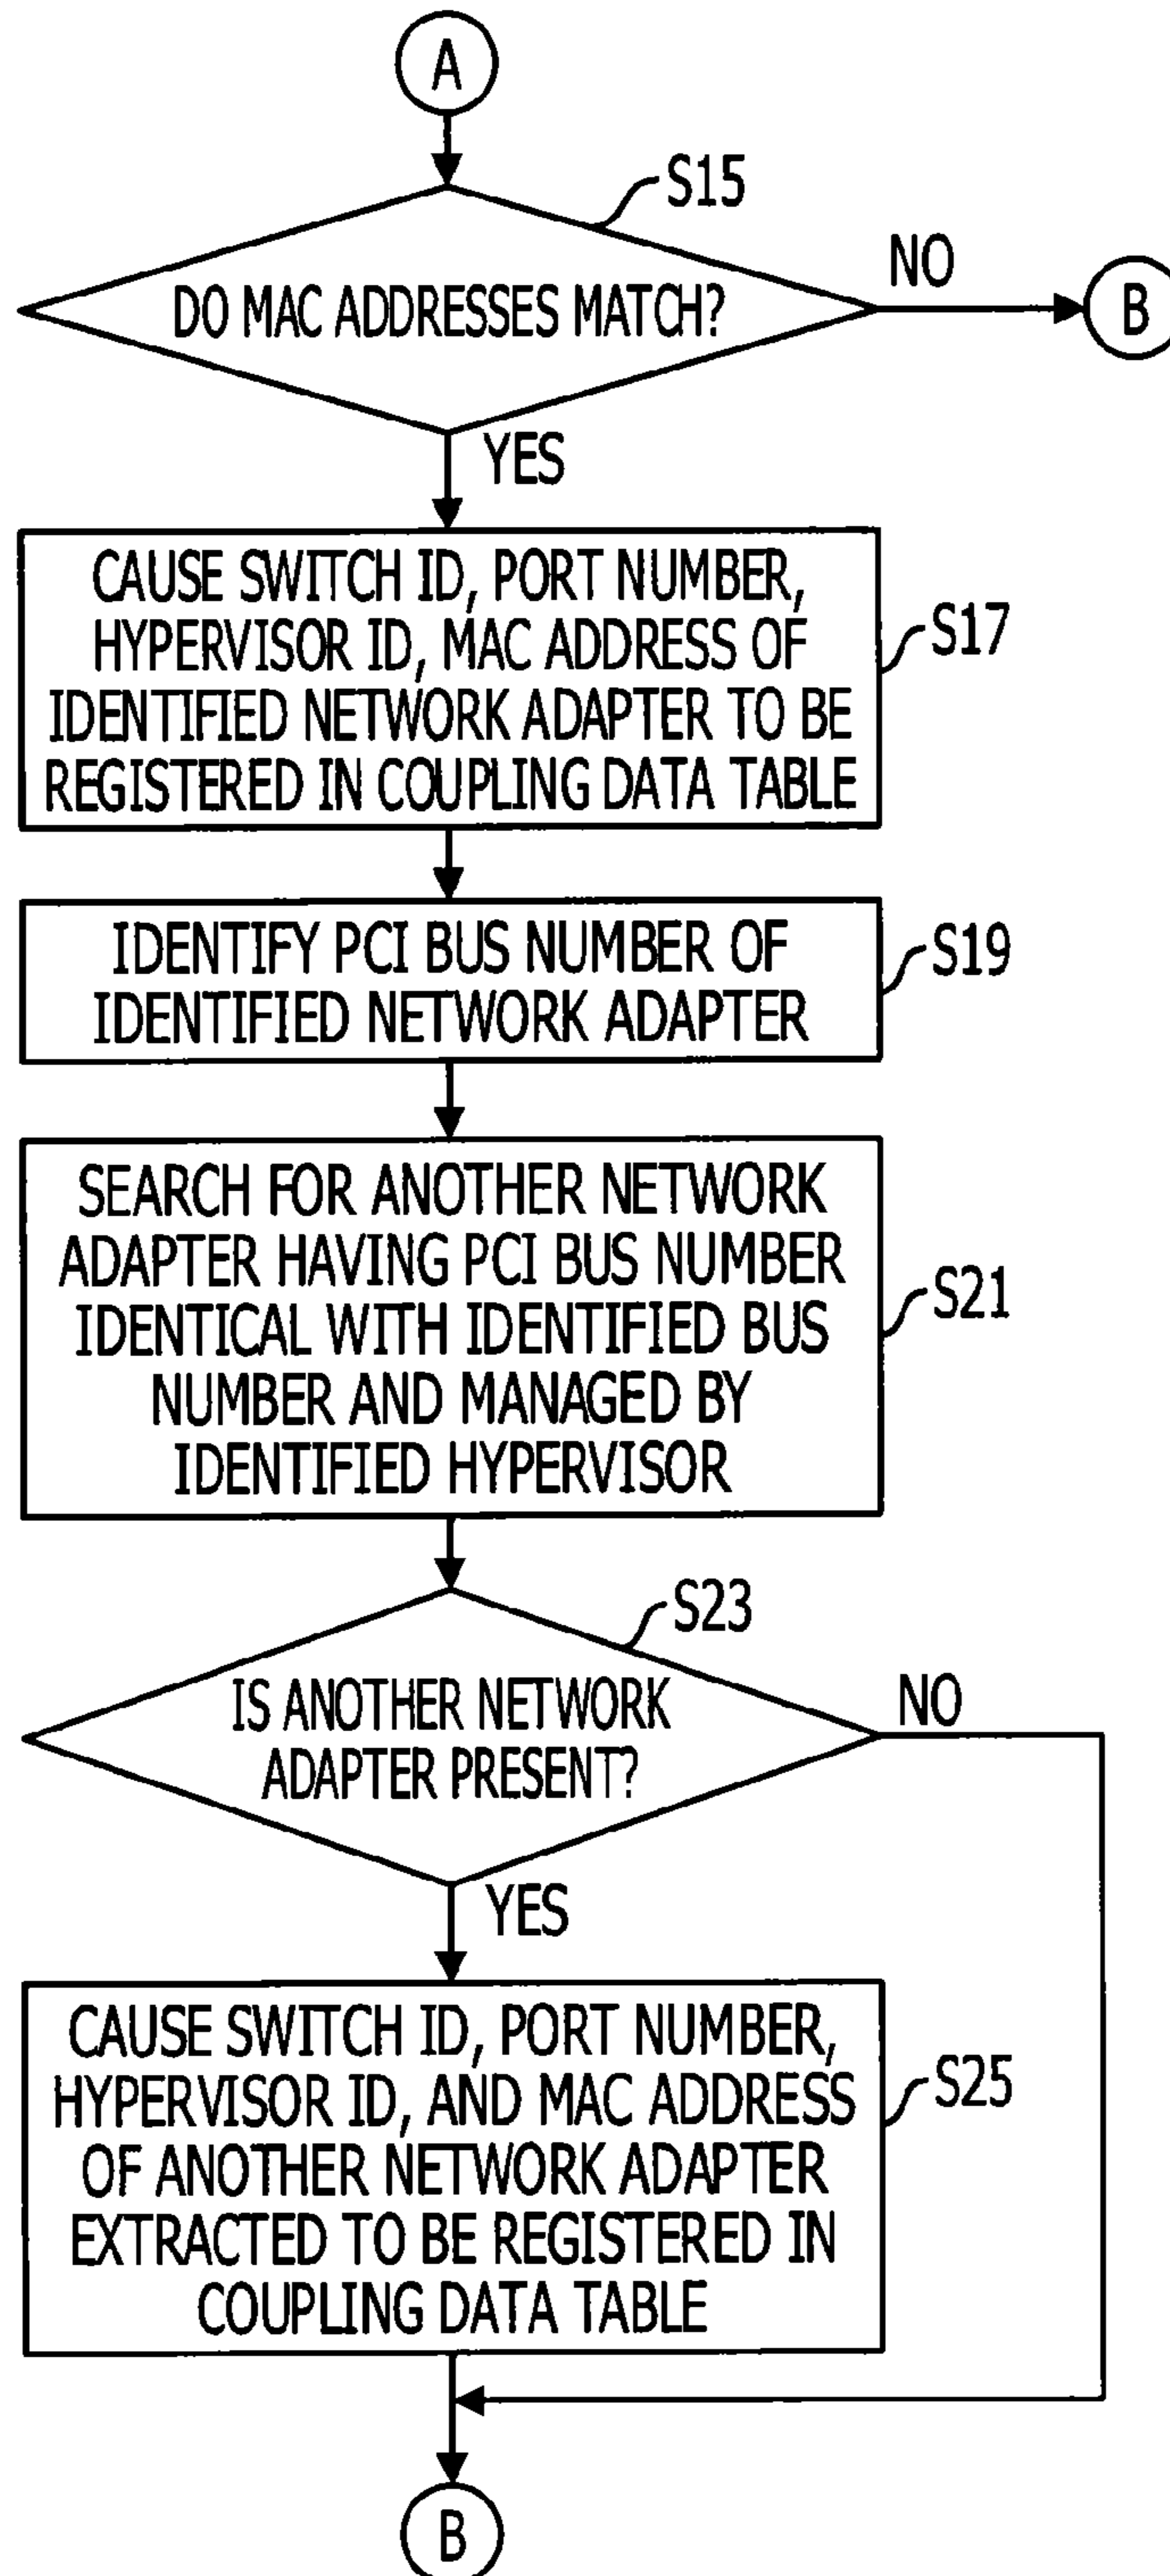 A
S15
DO MAC ADDRESSES MATCH?
NO
B
YES
CAUSE SWITCH ID, PORT NUMBER,
HYPERVISOR ID, MAC ADDRESS OF
IDENTIFIED NETWORK ADAPTER TO BE
REGISTERED IN COUPLING DATA TABLE
S17
IDENTIFY PCI BUS NUMBER OF
IDENTIFIED NETWORK ADAPTER
S19
SEARCH FOR ANOTHER NETWORK
ADAPTER HAVING PCI BUS NUMBER
IDENTICAL WITH IDENTIFIED BUS
NUMBER AND MANAGED BY
IDENTIFIED HYPERVISOR
S21
S23
IS ANOTHER NETWORK
ADAPTER PRESENT?
NO
YES
CAUSE SWITCH ID, PORT NUMBER,
HYPERVISOR ID, AND MAC ADDRESS
OF ANOTHER NETWORK ADAPTER
EXTRACTED TO BE REGISTERED IN
COUPLING DATA TABLE
S25
B